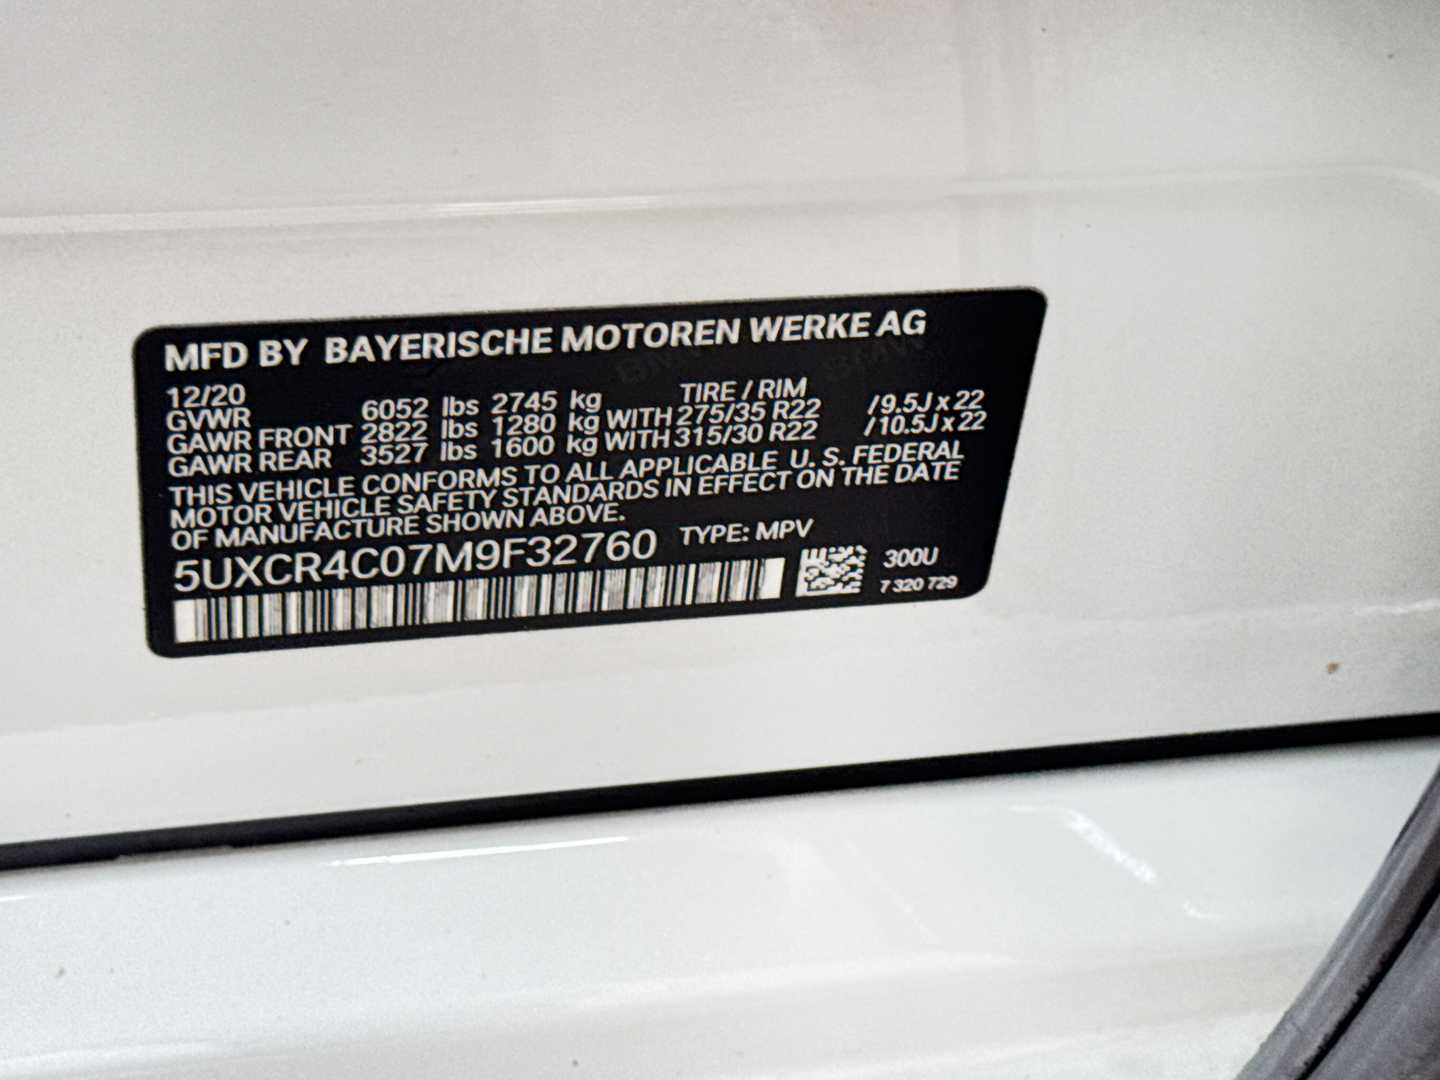 MFD BY BAYERISCHE MOTOREN WERKE AG
12/20 TIRE / RIM
GVWR 6052 lbs 2745 kg
GAWR FRONT 2822 lbs 1280 kg WITH 275/35 R22 / 9.5J x 22
GAWR REAR 3527 lbs 1600 kg WITH 315/30 R22 / 10.5J x 22
THIS VEHICLE CONFORMS TO ALL APPLICABLE U. S. FEDERAL
MOTOR VEHICLE SAFETY STANDARDS IN EFFECT ON THE DATE
OF MANUFACTURE SHOWN ABOVE.
5UXCR4C07M9F32760 TYPE: MPV
300U
7 320 729